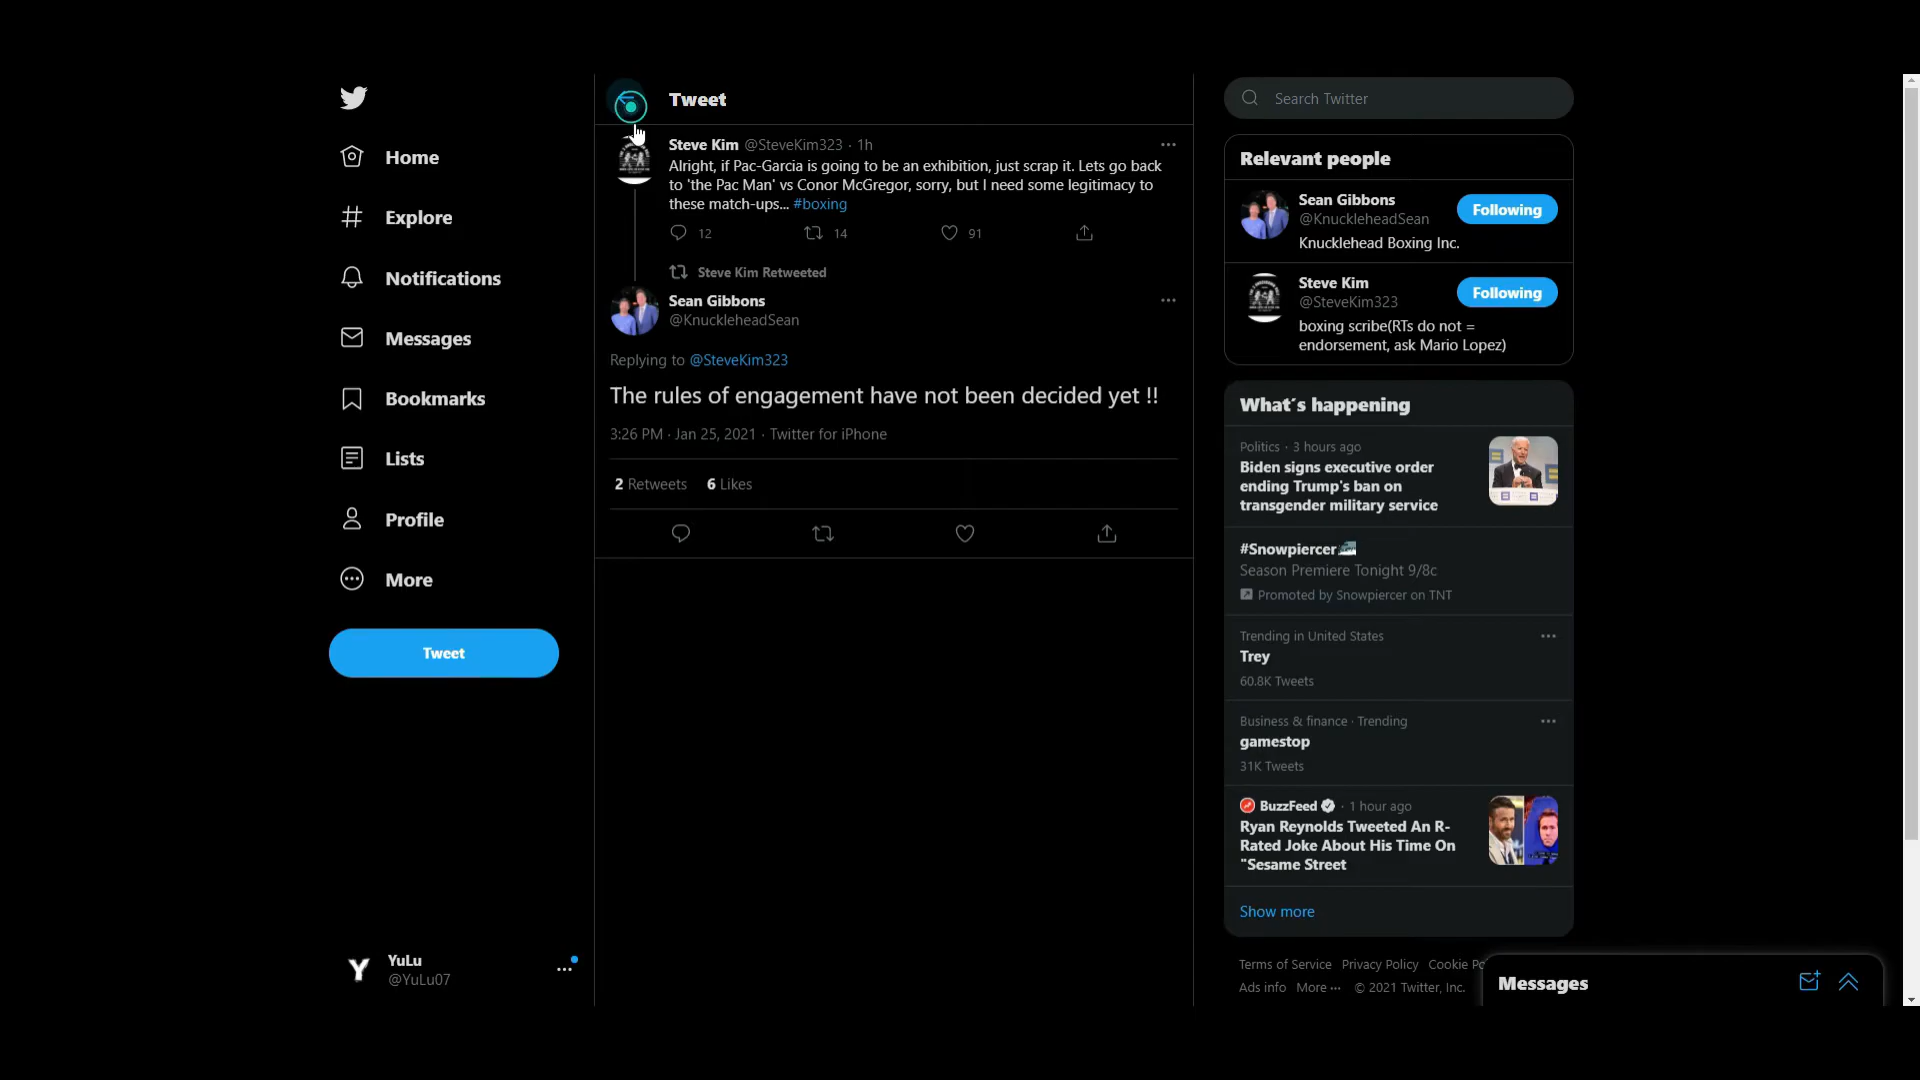 Home
Explore
Notifications
Messages
Bookmarks
Lists
Profile
More
Tweet
YuLu
@YuLu07
Tweet
Steve Kim @SteveKim323 · 1h
Alright, if Pac-Garcia is going to be an exhibition, just scrap it. Lets go back
to 'the Pac Man' vs Conor McGregor, sorry, but I need some legitimacy to
these match-ups... #boxing
12 14 91
Steve Kim Retweeted
Sean Gibbons
@KnuckleheadSean
Replying to @SteveKim323
The rules of engagement have not been decided yet !!
3:26 PM · Jan 25, 2021 · Twitter for iPhone
2 Retweets 6 Likes
Search Twitter
Relevant people
Sean Gibbons
@KnuckleheadSean
Following
Knucklehead Boxing Inc.
Steve Kim
@SteveKim323
Following
boxing scribe(RTs do not =
endorsement, ask Mario Lopez)
What's happening
Politics · 3 hours ago
Biden signs executive order
ending Trump's ban on
transgender military service
#Snowpiercer
Season Premiere Tonight 9/8c
Promoted by Snowpiercer on TNT
Trending in United States
Trey
60.8K Tweets
Business & finance · Trending
gamestop
31K Tweets
BuzzFeed · 1 hour ago
Ryan Reynolds Tweeted An R-
Rated Joke About His Time On
"Sesame Street
Show more
Terms of Service Privacy Policy Cookie Po
Ads info More ··· © 2021 Twitter, Inc.
Messages